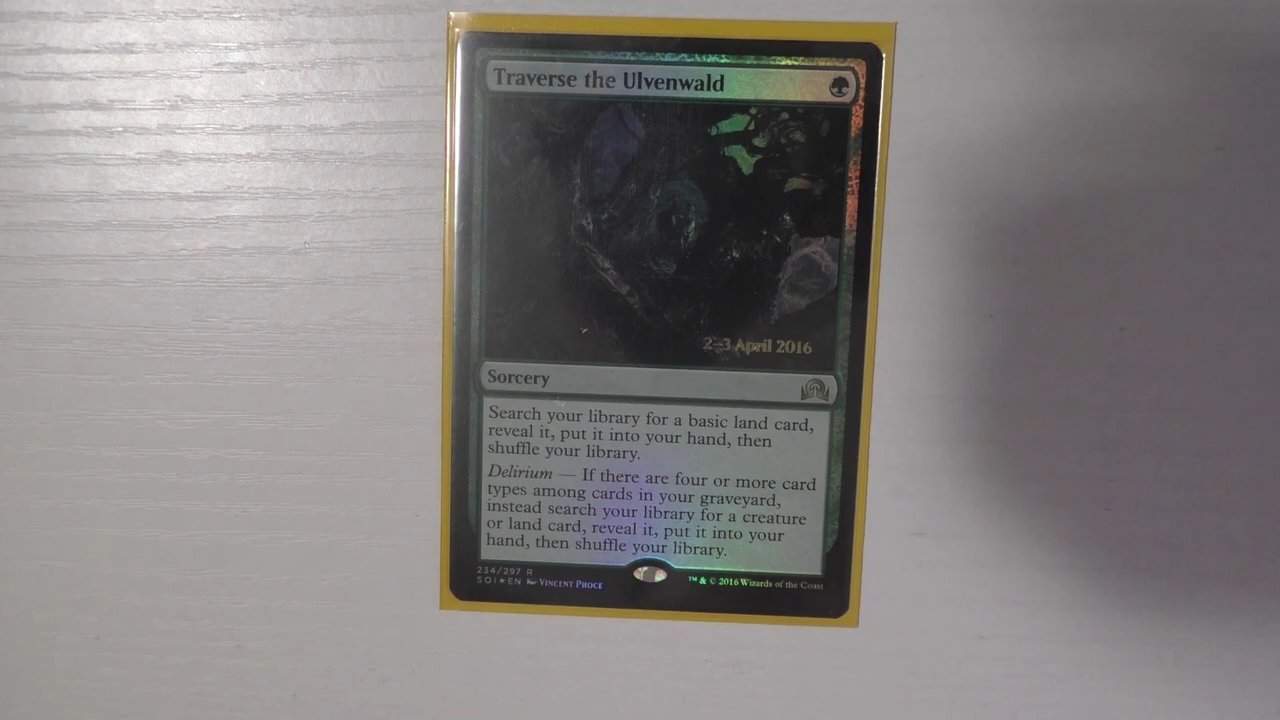 Traverse the Ulvenwald
2–3 April 2016
Sorcery
Search your library for a basic land card,
reveal it, put it into your hand, then
shuffle your library.
Delirium — If there are four or more card
types among cards in your graveyard,
instead search your library for a creature
or land card, reveal it, put it into your
hand, then shuffle your library.
234/297 R
SOI★EN Vincent Proce
™ & © 2016 Wizards of the Coast